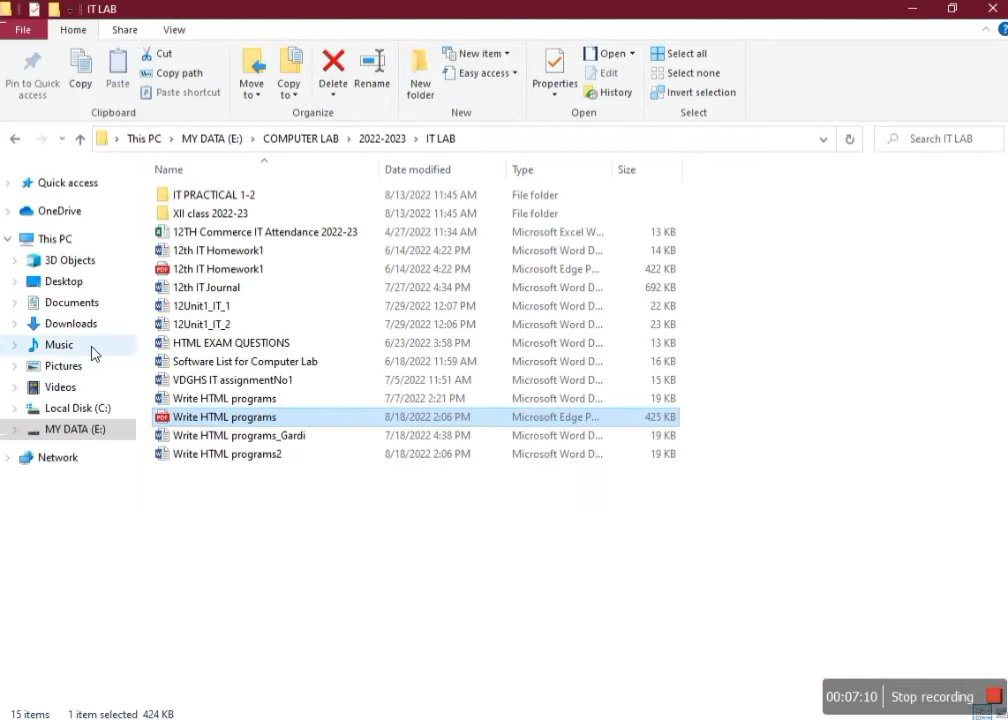 IT LAB
File Home Share View
Pin to Quick access
Copy
Paste
Cut
Copy path
Paste shortcut
Clipboard
Move to
Copy to
Delete
Rename
Organize
New folder
New item
Easy access
New
Properties
Open
Edit
History
Open
Select all
Select none
Invert selection
Select
This PC MY DATA (E:) COMPUTER LAB 2022-2023 IT LAB
Search IT LAB
Quick access
OneDrive
This PC
3D Objects
Desktop
Documents
Downloads
Music
Pictures
Videos
Local Disk (C:)
MY DATA (E:)
Network
Name Date modified Type Size
IT PRACTICAL 1-2 8/13/2022 11:45 AM File folder
XII class 2022-23 8/13/2022 11:45 AM File folder
12TH Commerce IT Attendance 2022-23 4/27/2022 11:34 AM Microsoft Excel W... 13 KB
12th IT Homework1 6/14/2022 4:22 PM Microsoft Word D... 14 KB
12th IT Homework1 6/14/2022 4:22 PM Microsoft Edge P... 422 KB
12th IT Journal 7/27/2022 4:34 PM Microsoft Word D... 692 KB
12Unit1_IT_1 7/29/2022 12:07 PM Microsoft Word D... 22 KB
12Unit1_IT_2 7/29/2022 12:06 PM Microsoft Word D... 23 KB
HTML EXAM QUESTIONS 6/23/2022 3:58 PM Microsoft Word D... 13 KB
Software List for Computer Lab 6/18/2022 11:59 AM Microsoft Word D... 16 KB
VDGHS IT assignmentNo1 7/5/2022 11:51 AM Microsoft Word D... 15 KB
Write HTML programs 7/7/2022 2:21 PM Microsoft Word D... 19 KB
Write HTML programs 8/18/2022 2:06 PM Microsoft Edge P... 425 KB
Write HTML programs_Gardi 7/18/2022 4:38 PM Microsoft Word D... 19 KB
Write HTML programs2 8/18/2022 2:06 PM Microsoft Word D... 19 KB
00:07:10 Stop recording
15 items 1 item selected 424 KB